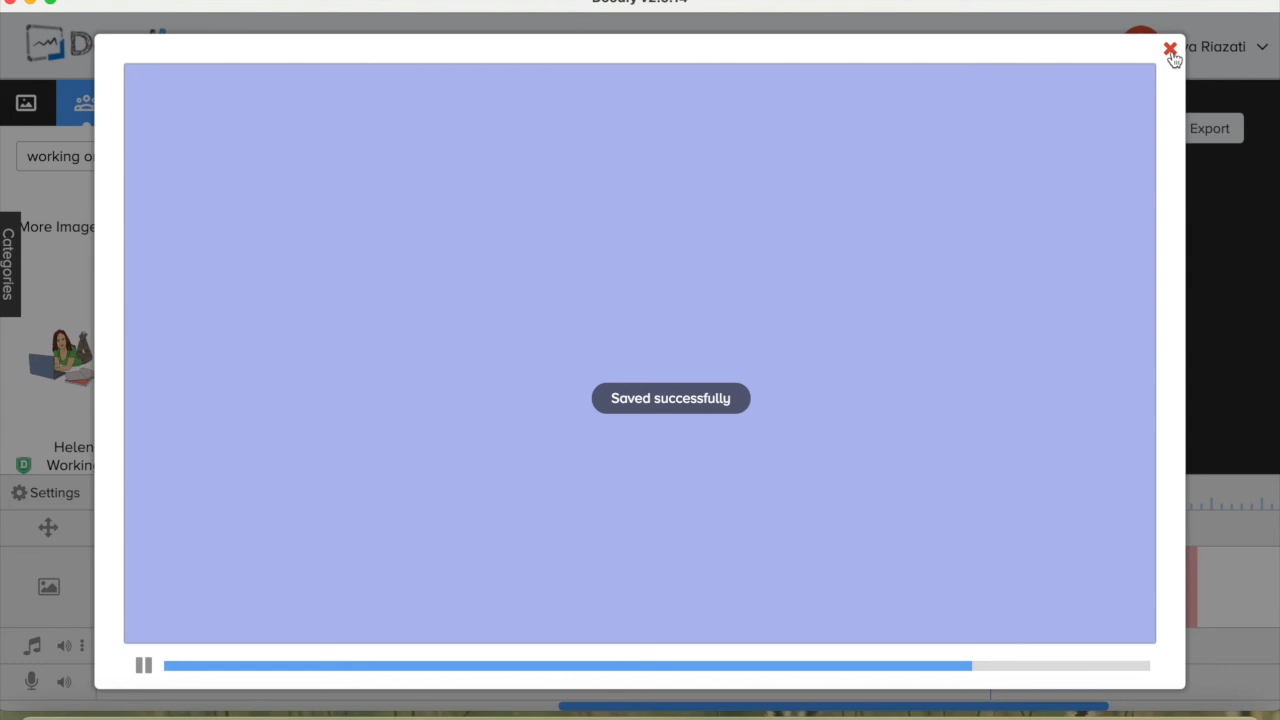 D
a Riazati
Export
working o
More Image
Categories
Saved successfully
Helen
D
Workin
Settings